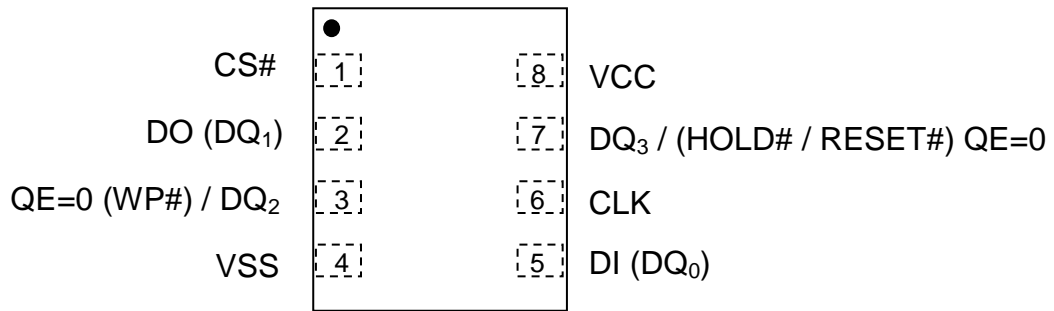 CS# 1 8 VCC
DO (DQ₁) 2 7 DQ₃ / (HOLD# / RESET#) QE=0
QE=0 (WP#) / DQ₂ 3 6 CLK
VSS 4 5 DI (DQ₀)